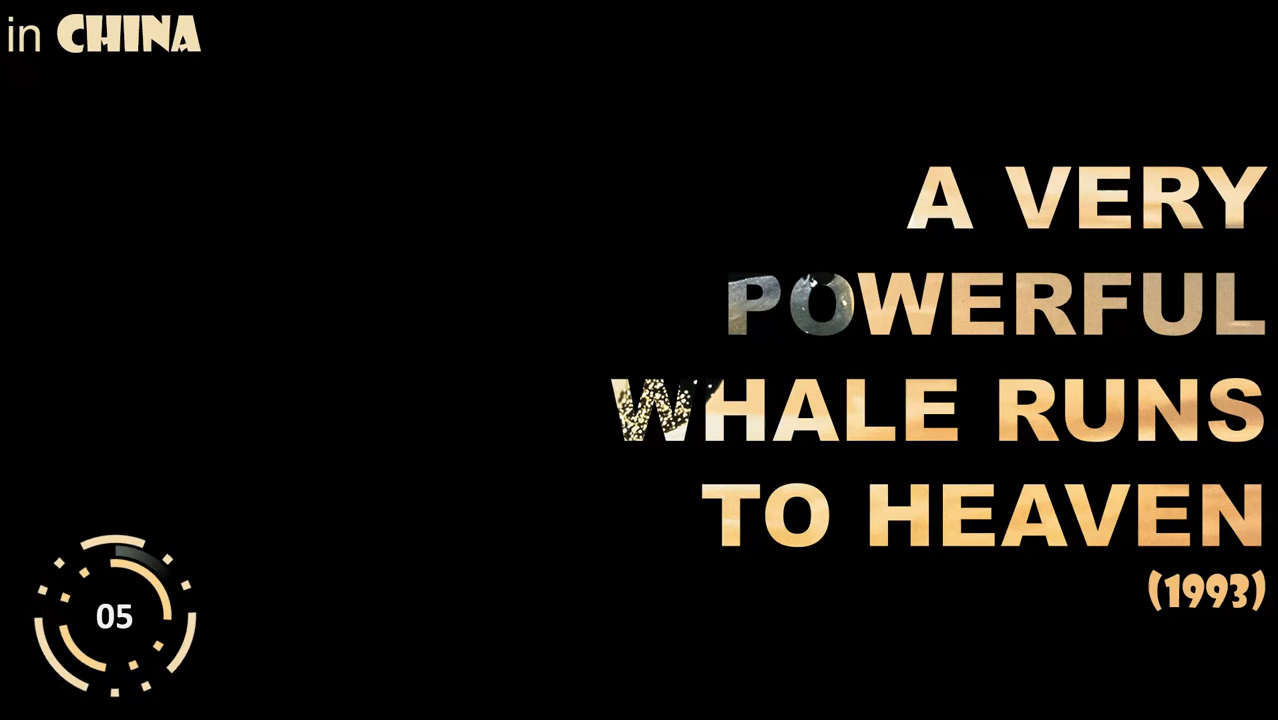 in CHINA
A VERY
POWERFUL
WHALE RUNS
TO HEAVEN
(1993)
05